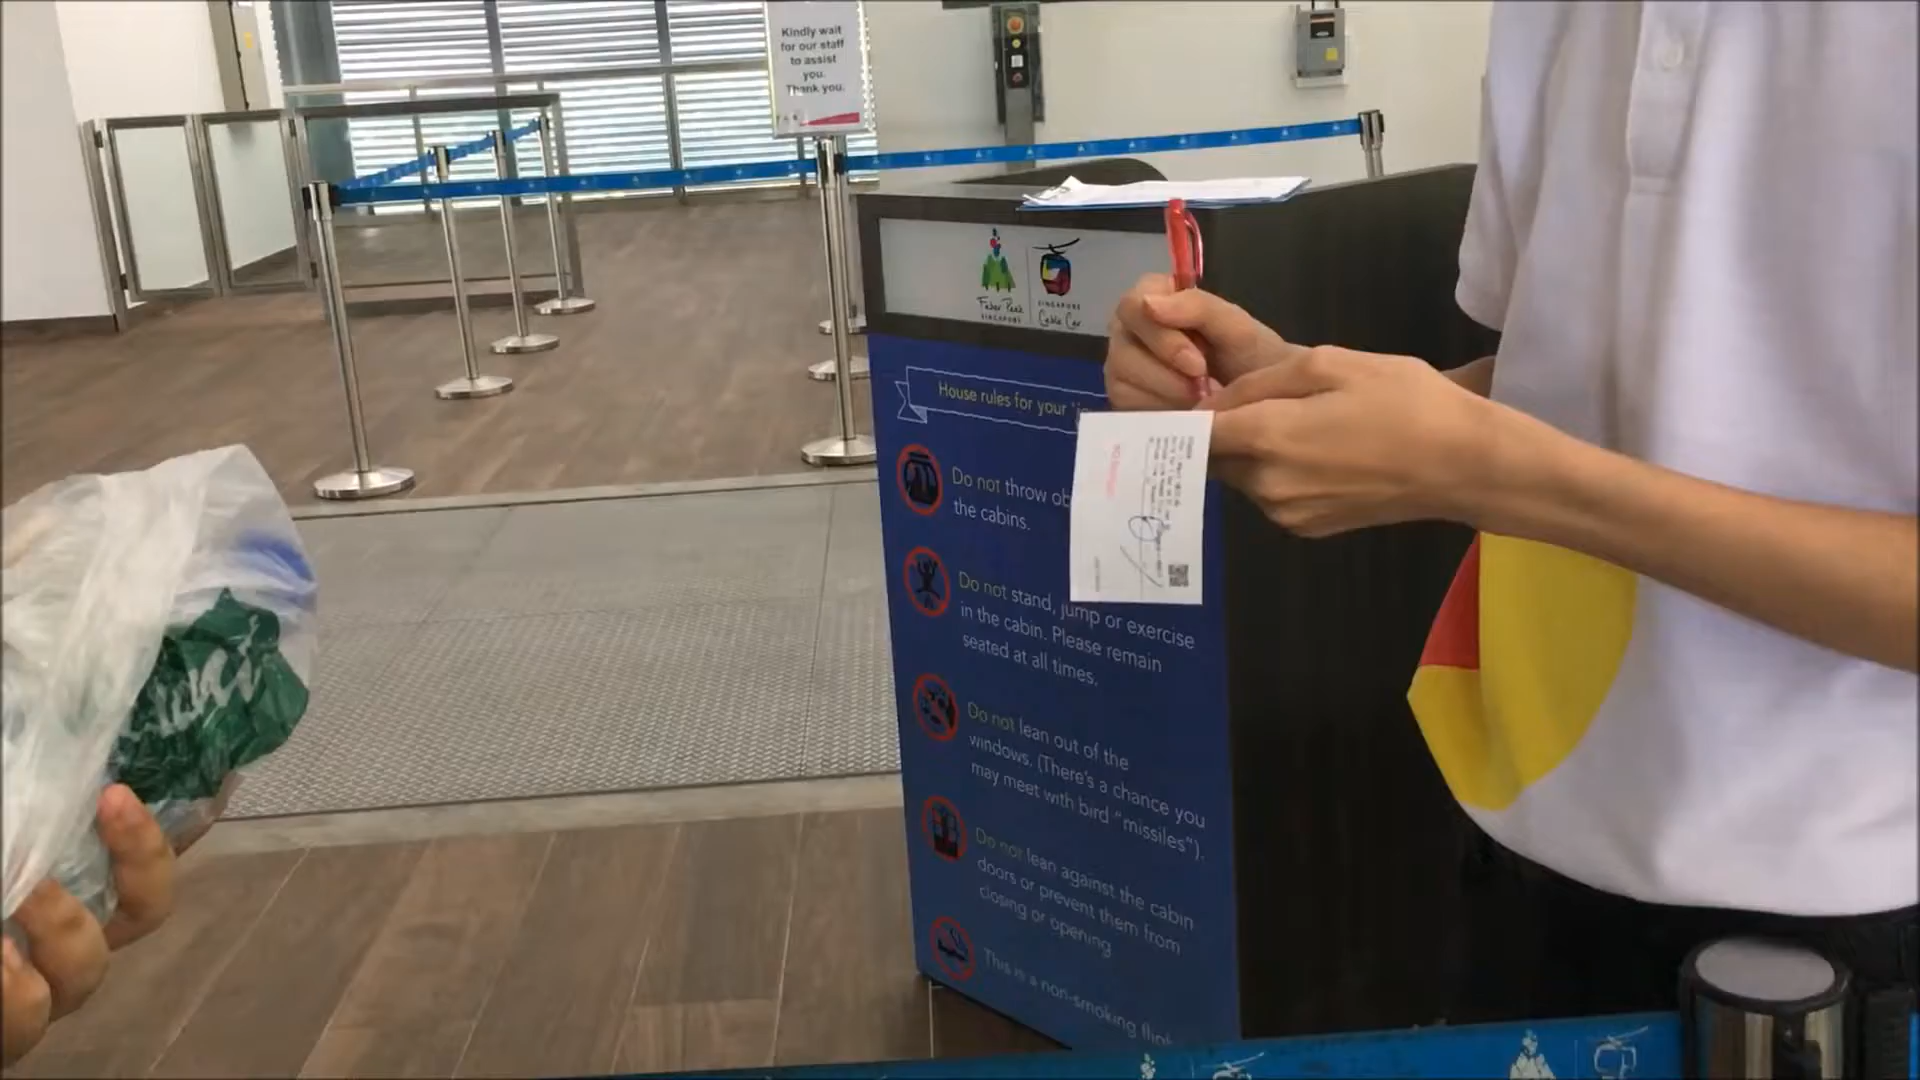 Kindly wait
for our staff
to assist
you.
Thank you.
Faber Peak
SINGAPORE
SINGAPORE
Cable Car
House rules for your
Do not throw
the cabins.
Do not stand, jump or exercise
in the cabin. Please remain
seated at all times.
Do not lean out of the
windows. (There's a chance you
may meet with bird "missiles").
Do not lean against the cabin
doors or prevent them from
closing or opening
This is a non-smoking